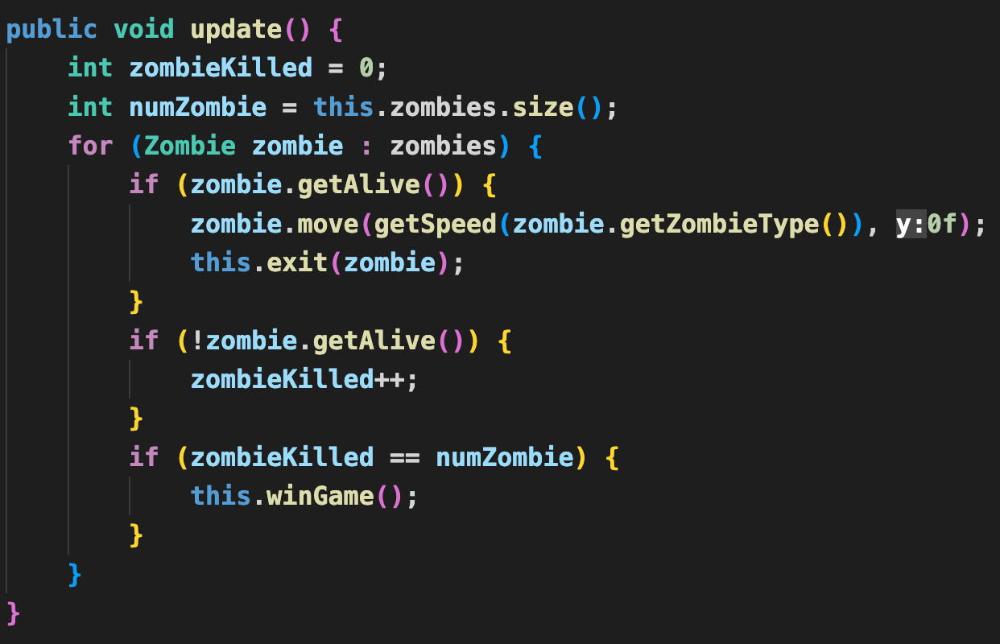 public void update() {
    int zombieKilled = 0;
    int numZombie = this.zombies.size();
    for (Zombie zombie : zombies) {
        if (zombie.getAlive()) {
            zombie.move(getSpeed(zombie.getZombieType()), y:0f);
            this.exit(zombie);
        }
        if (!zombie.getAlive()) {
            zombieKilled++;
        }
        if (zombieKilled == numZombie) {
            this.winGame();
        }
    }
}